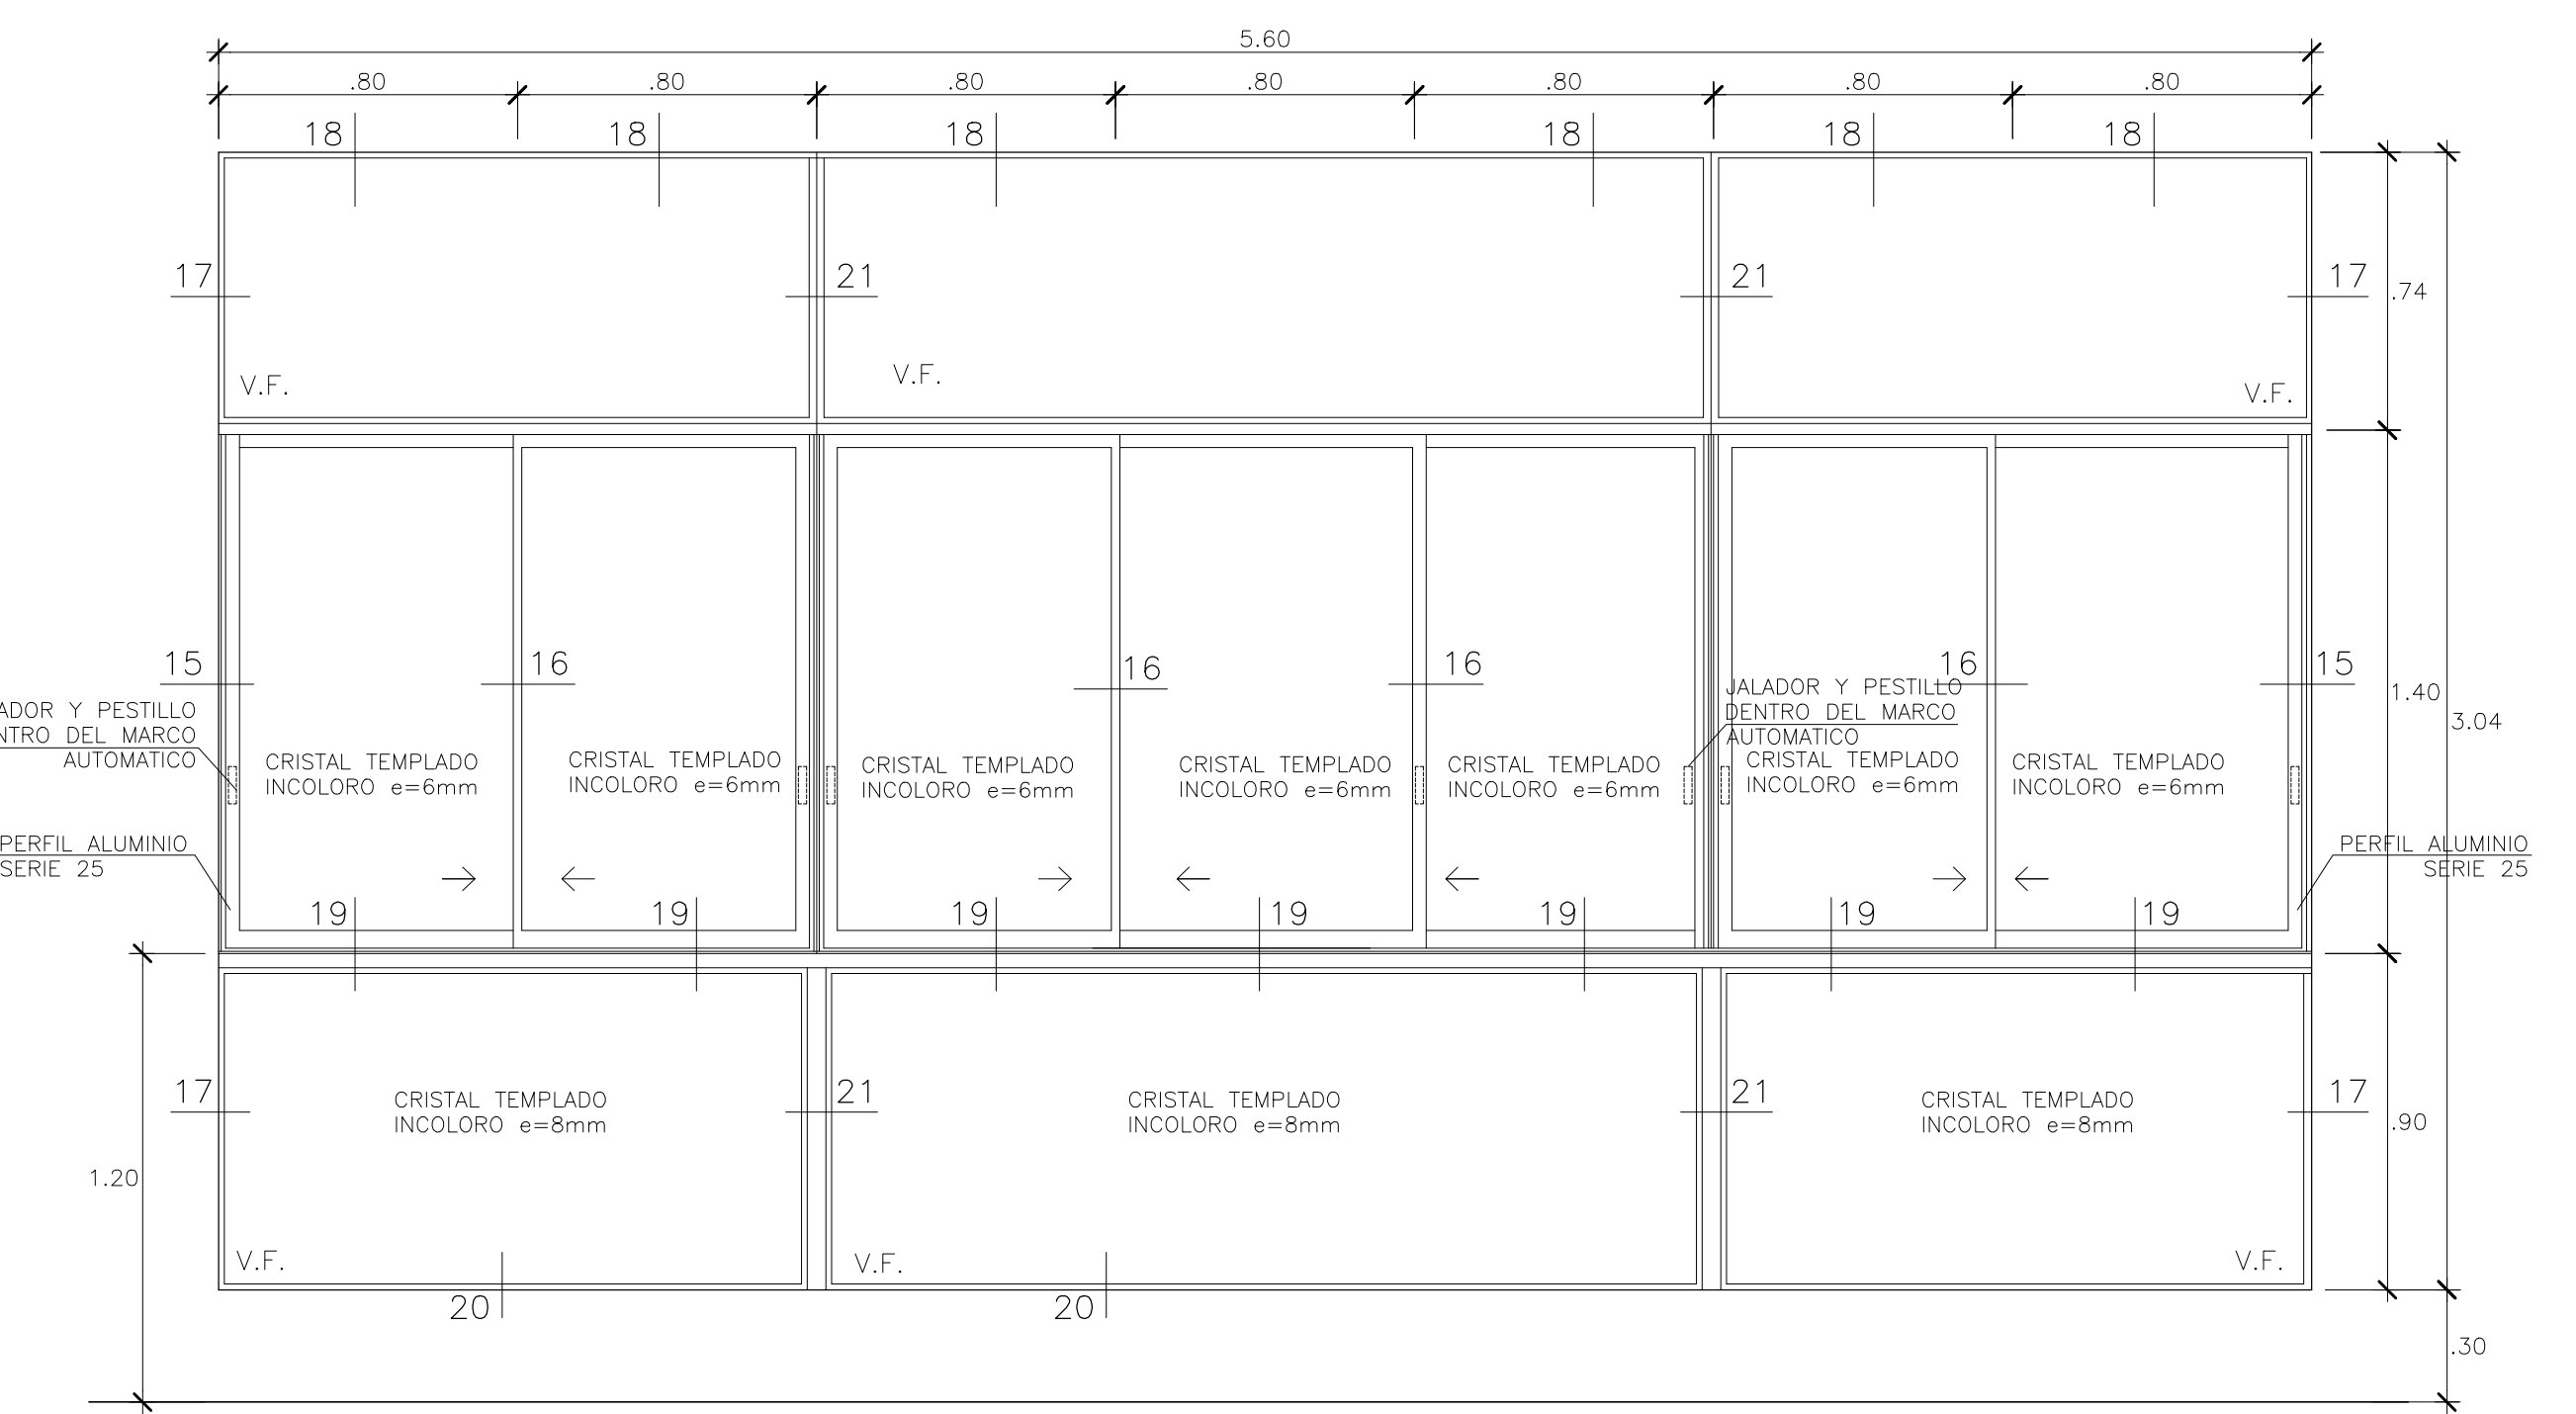 5.60
.80 .80 .80 .80 .80 .80 .80
18 18 18 18 18 18
17 21 21 17
.74
V.F. V.F. V.F.
15 16 16 16 16 15
1.40
3.04
ADOR Y PESTILLO
NTRO DEL MARCO
AUTOMATICO
JALADOR Y PESTILLO
DENTRO DEL MARCO
AUTOMATICO
CRISTAL TEMPLADO
INCOLORO e=6mm
CRISTAL TEMPLADO
INCOLORO e=6mm
CRISTAL TEMPLADO
INCOLORO e=6mm
CRISTAL TEMPLADO
INCOLORO e=6mm
CRISTAL TEMPLADO
INCOLORO e=6mm
CRISTAL TEMPLADO
INCOLORO e=6mm
CRISTAL TEMPLADO
INCOLORO e=6mm
PERFIL ALUMINIO
SERIE 25
PERFIL ALUMINIO
SERIE 25
19 19 19 19 19 19 19
17 21 21 17
CRISTAL TEMPLADO
INCOLORO e=8mm
CRISTAL TEMPLADO
INCOLORO e=8mm
CRISTAL TEMPLADO
INCOLORO e=8mm
.90
1.20
V.F. V.F. V.F.
20 20
.30